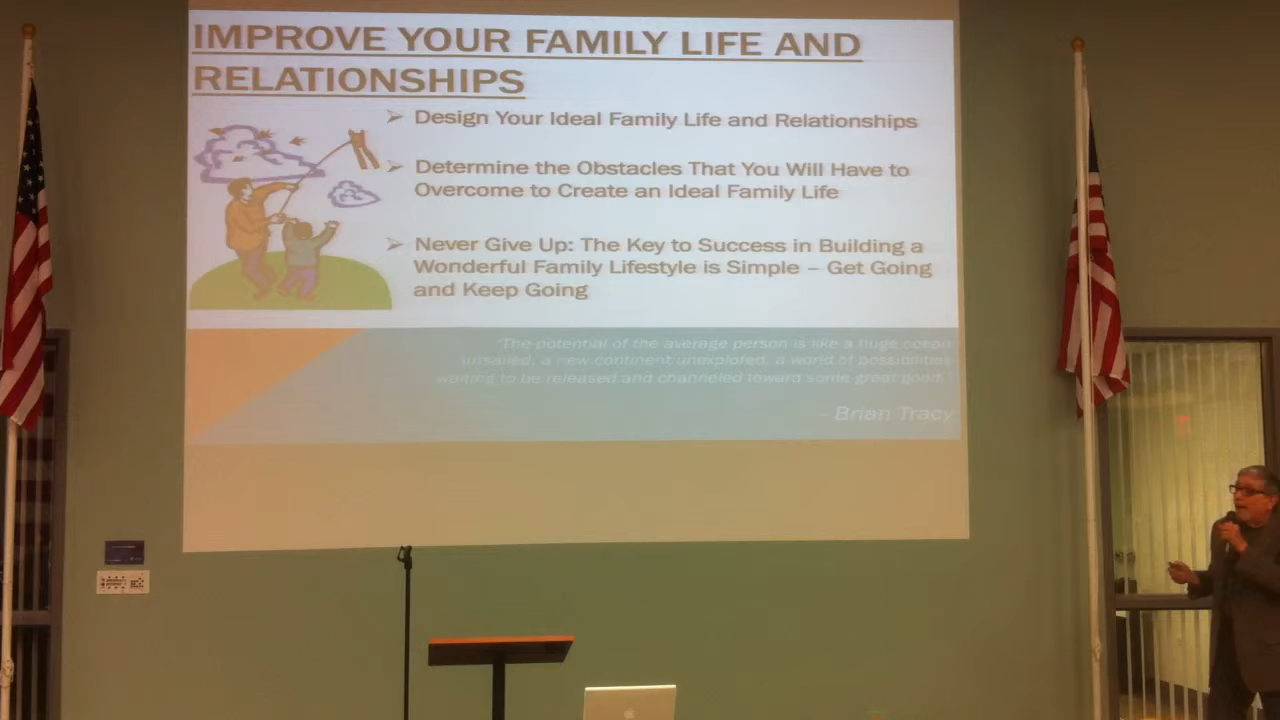 IMPROVE YOUR FAMILY LIFE AND
RELATIONSHIPS
➢ Design Your Ideal Family Life and Relationships
➢ Determine the Obstacles That You Will Have to
Overcome to Create an Ideal Family Life
➢ Never Give Up: The Key to Success in Building a
Wonderful Family Lifestyle is Simple – Get Going
and Keep Going
"The potential of the average person is like a huge ocean
unsailed, a new continent unexplored, a world of possibilities
waiting to be released and channeled toward some great good."
- Brian Tracy